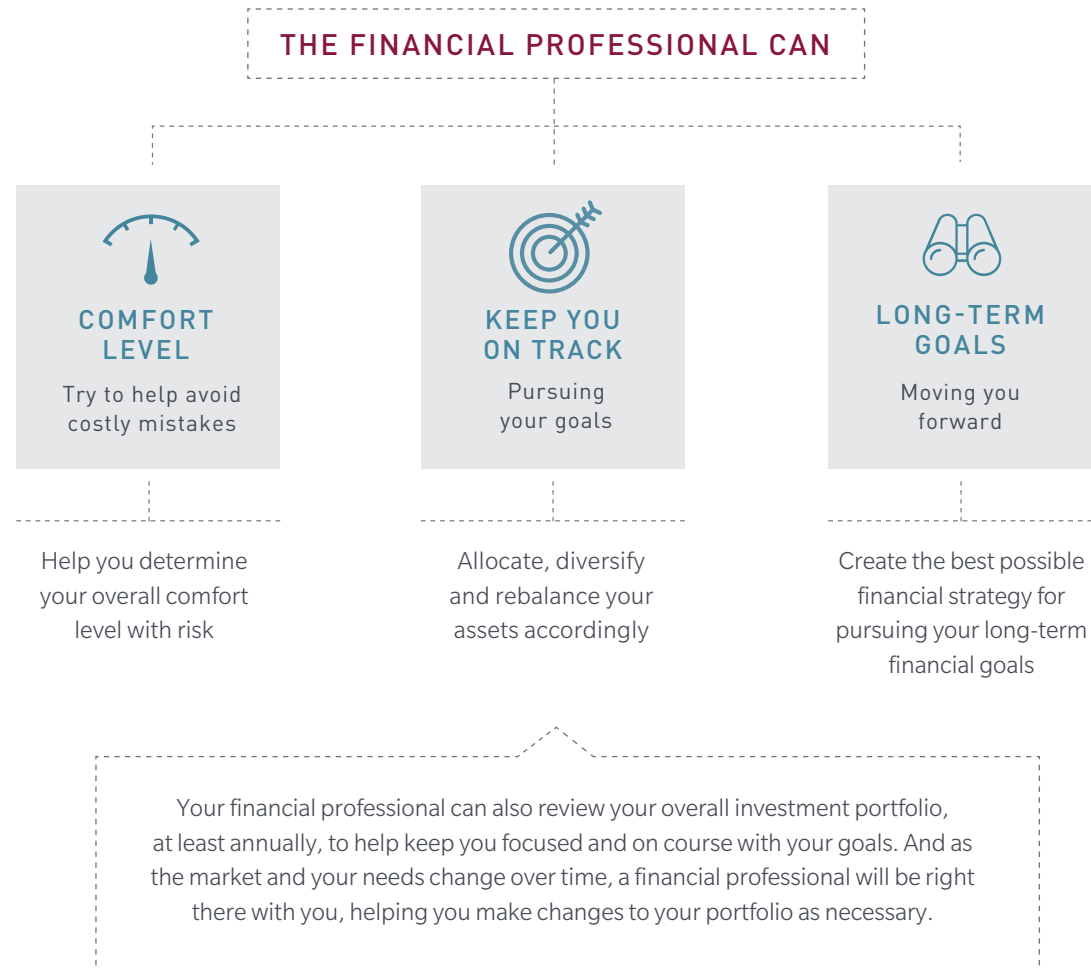 THE FINANCIAL PROFESSIONAL CAN
COMFORT
LEVEL
Try to help avoid
costly mistakes
Help you determine
your overall comfort
level with risk
KEEP YOU
ON TRACK
Pursuing
your goals
Allocate, diversify
and rebalance your
assets accordingly
LONG-TERM
GOALS
Moving you
forward
Create the best possible
financial strategy for
pursuing your long-term
financial goals
Your financial professional can also review your overall investment portfolio,
at least annually, to help keep you focused and on course with your goals. And as
the market and your needs change over time, a financial professional will be right
there with you, helping you make changes to your portfolio as necessary.